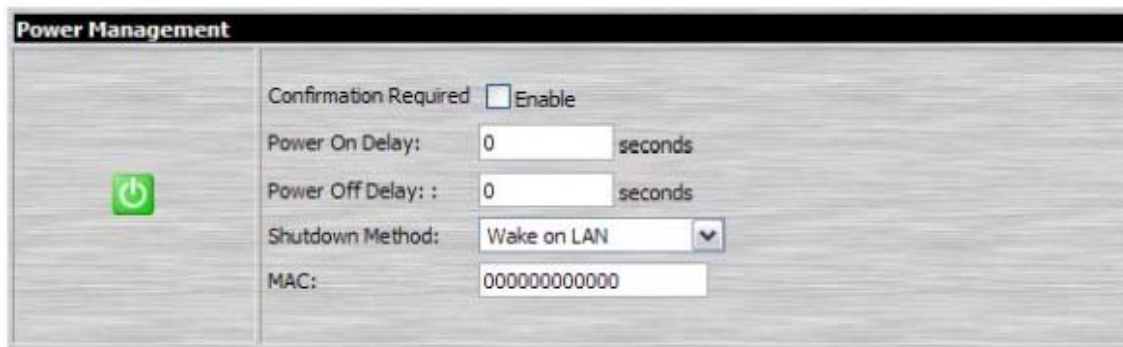 Power Management
Confirmation Required Enable
Power On Delay: 0 seconds
Power Off Delay: : 0 seconds
Shutdown Method: Wake on LAN
MAC: 000000000000